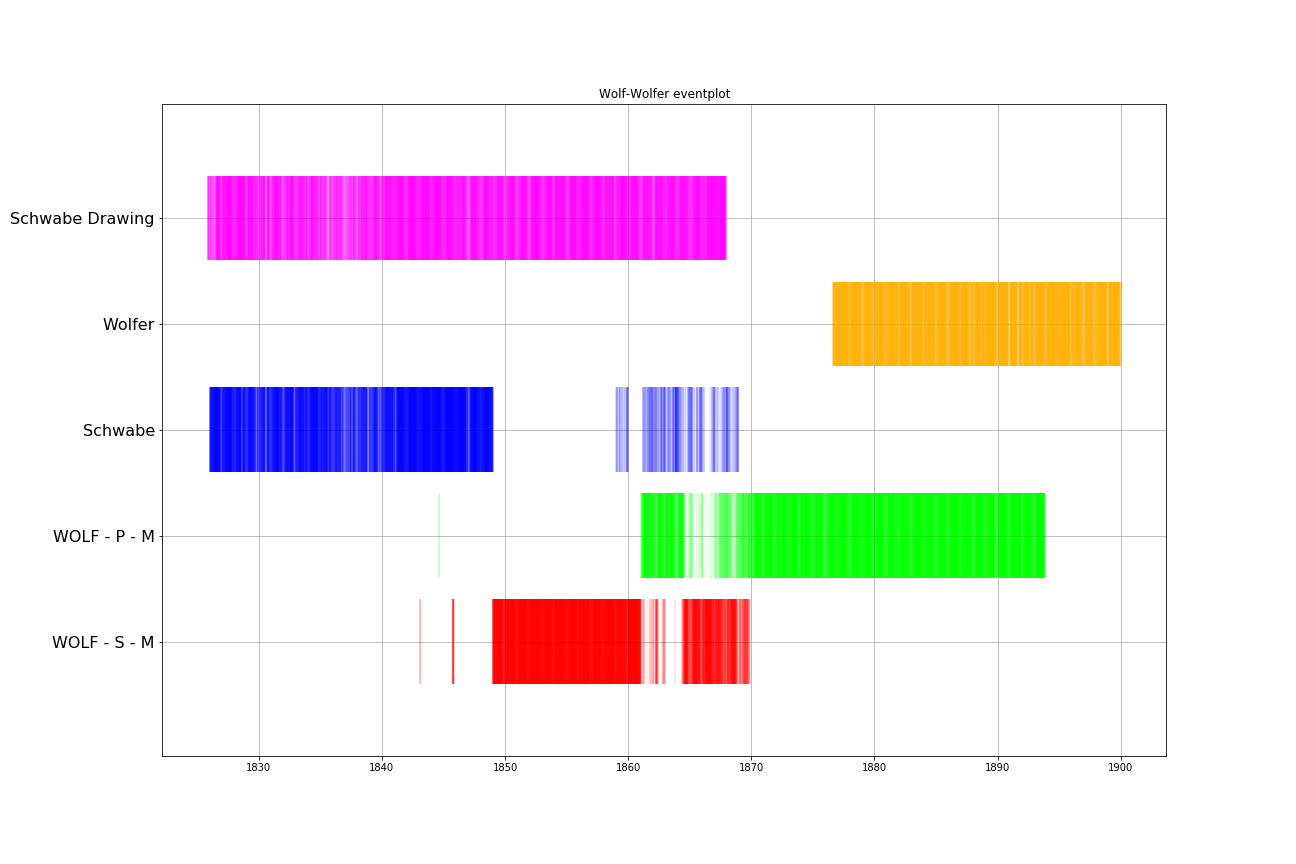 Wolf-Wolfer eventplot
Schwabe Drawing
Wolfer
Schwabe
WOLF - P - M
WOLF - S - M
1830 1840 1850 1860 1870 1880 1890 1900